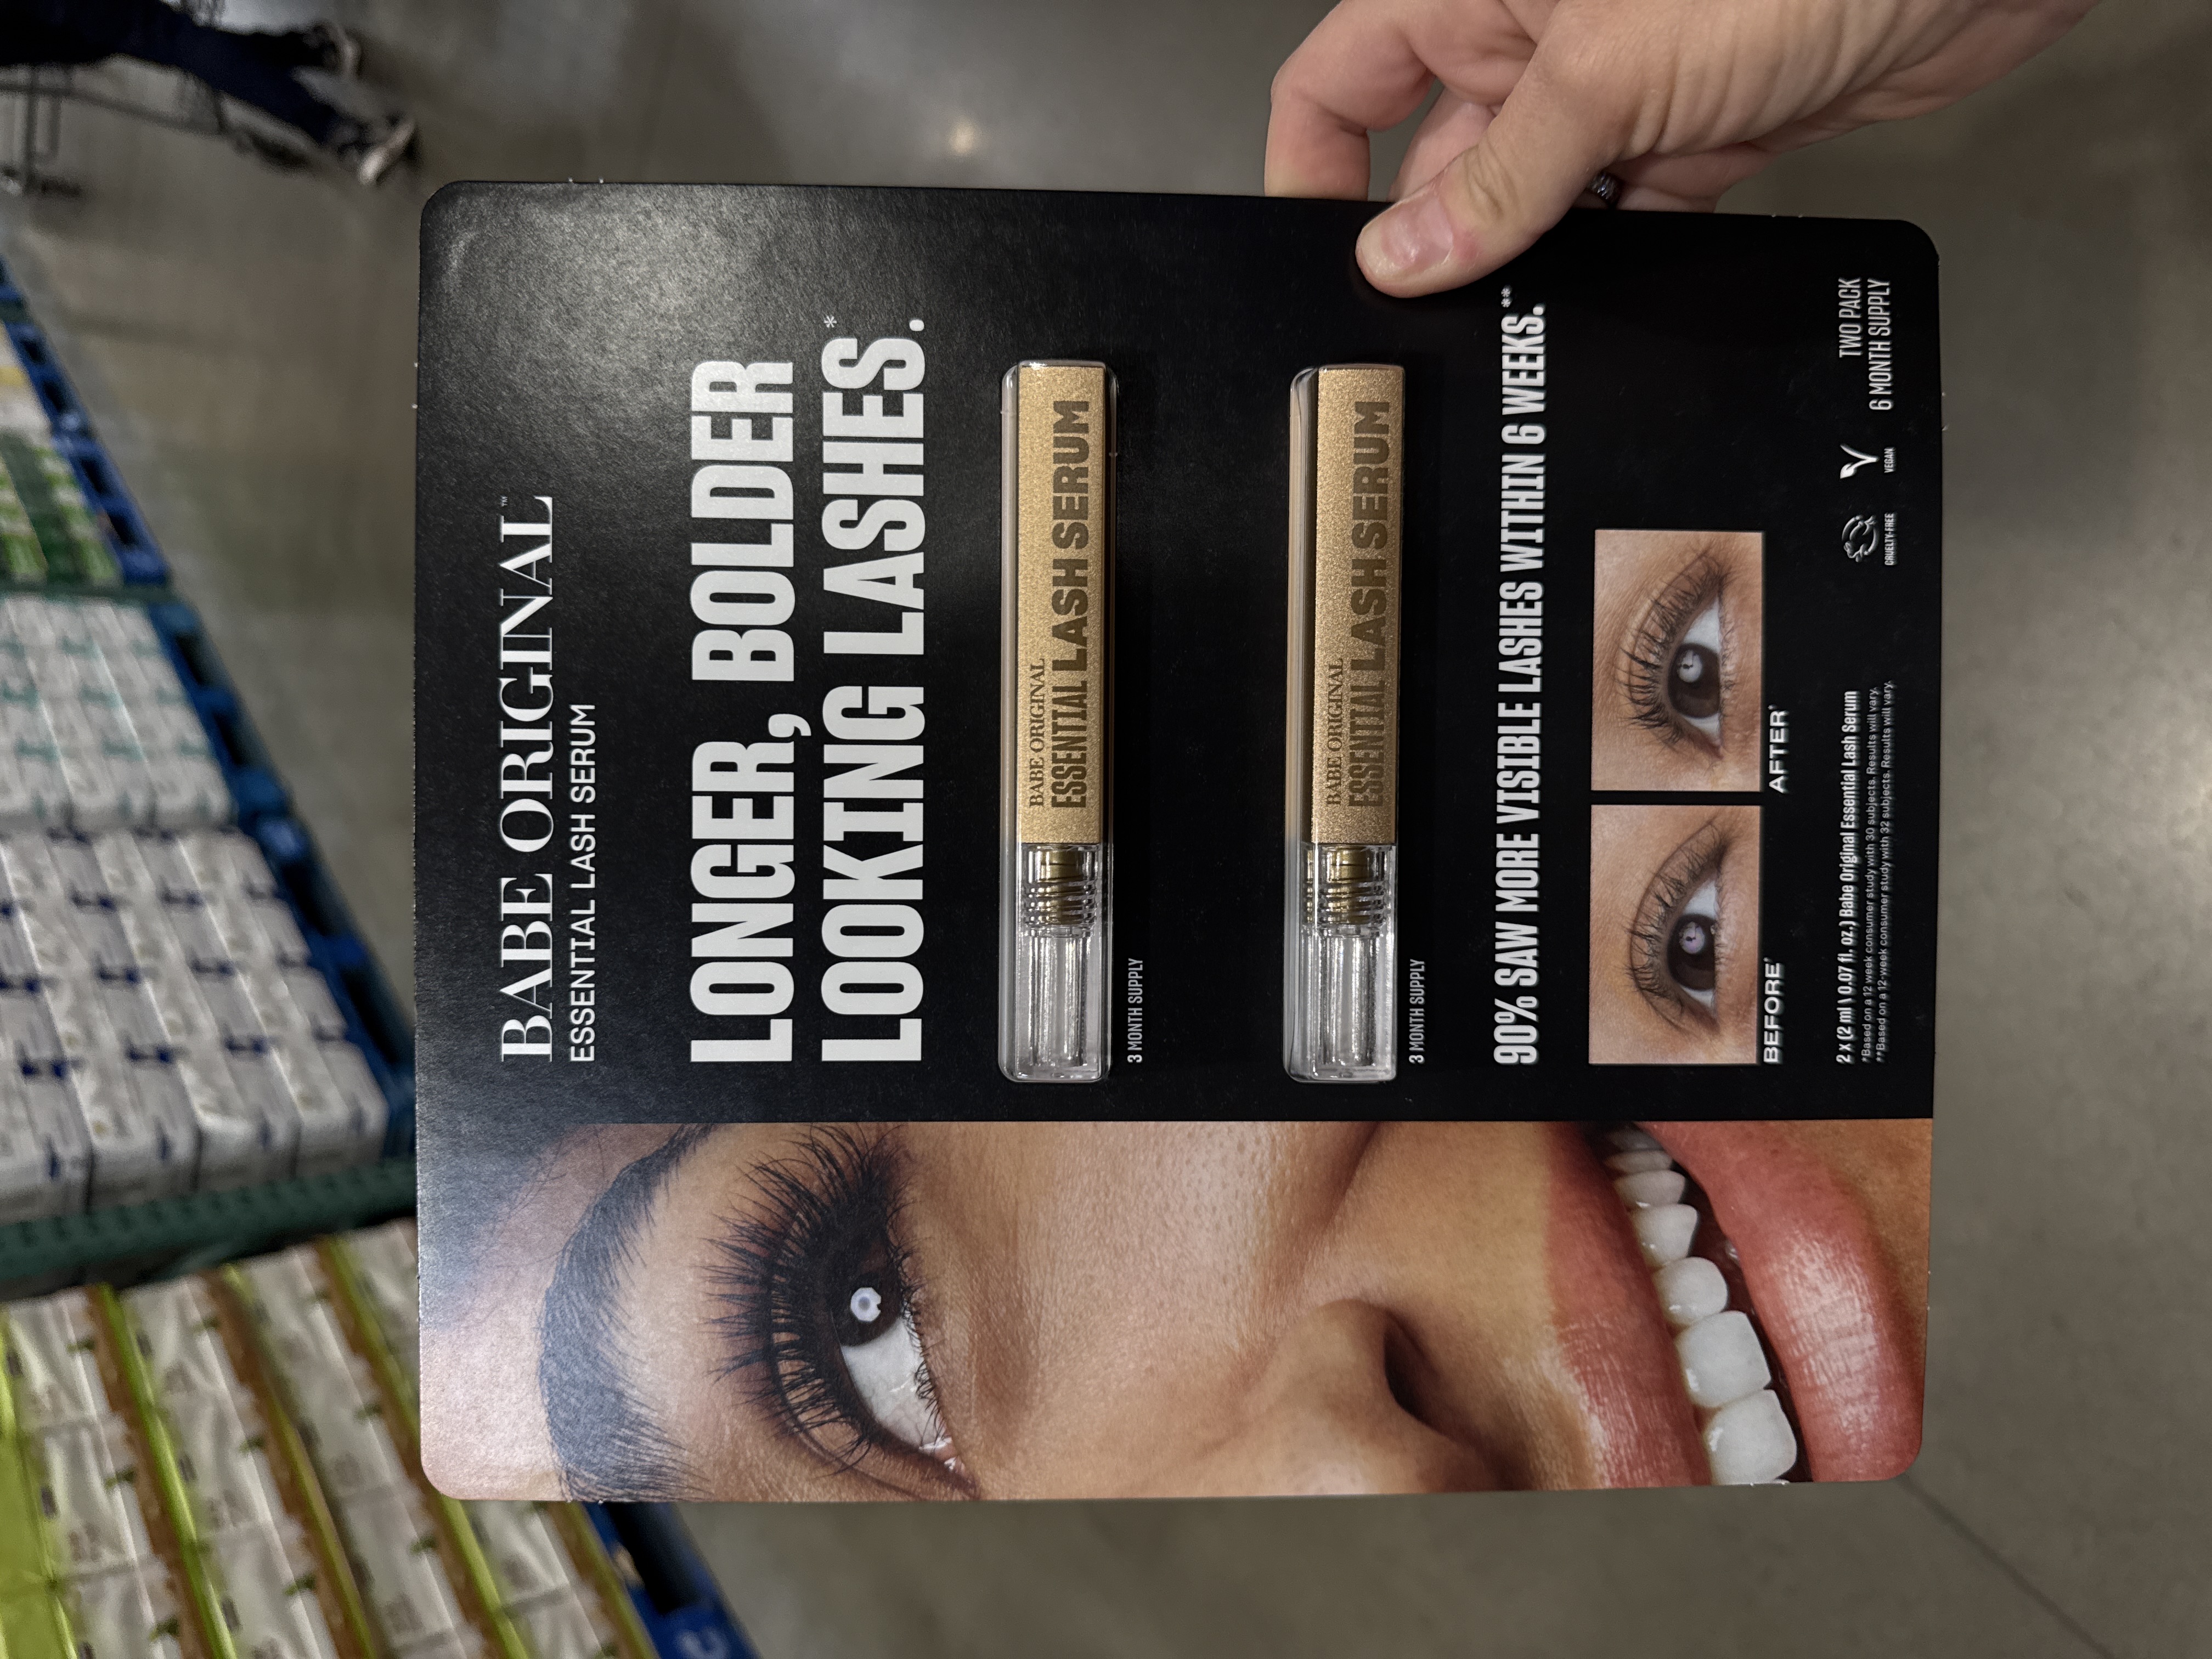 BABE ORIGINAL™
ESSENTIAL LASH SERUM
LONGER, BOLDER
LOOKING LASHES.*
BABE ORIGINAL
ESSENTIAL LASH SERUM
3 MONTH SUPPLY
BABE ORIGINAL
ESSENTIAL LASH SERUM
3 MONTH SUPPLY
90% SAW MORE VISIBLE LASHES WITHIN 6 WEEKS.**
BEFORE*
AFTER*
2 x (2 ml \ 0.07 fl. oz.) Babe Original Essential Lash Serum
*Based on a 12 week consumer study with 30 subjects. Results will vary.
**Based on a 12-week consumer study with 32 subjects. Results will vary.
CRUELTY-FREE
VEGAN
TWO PACK
6 MONTH SUPPLY